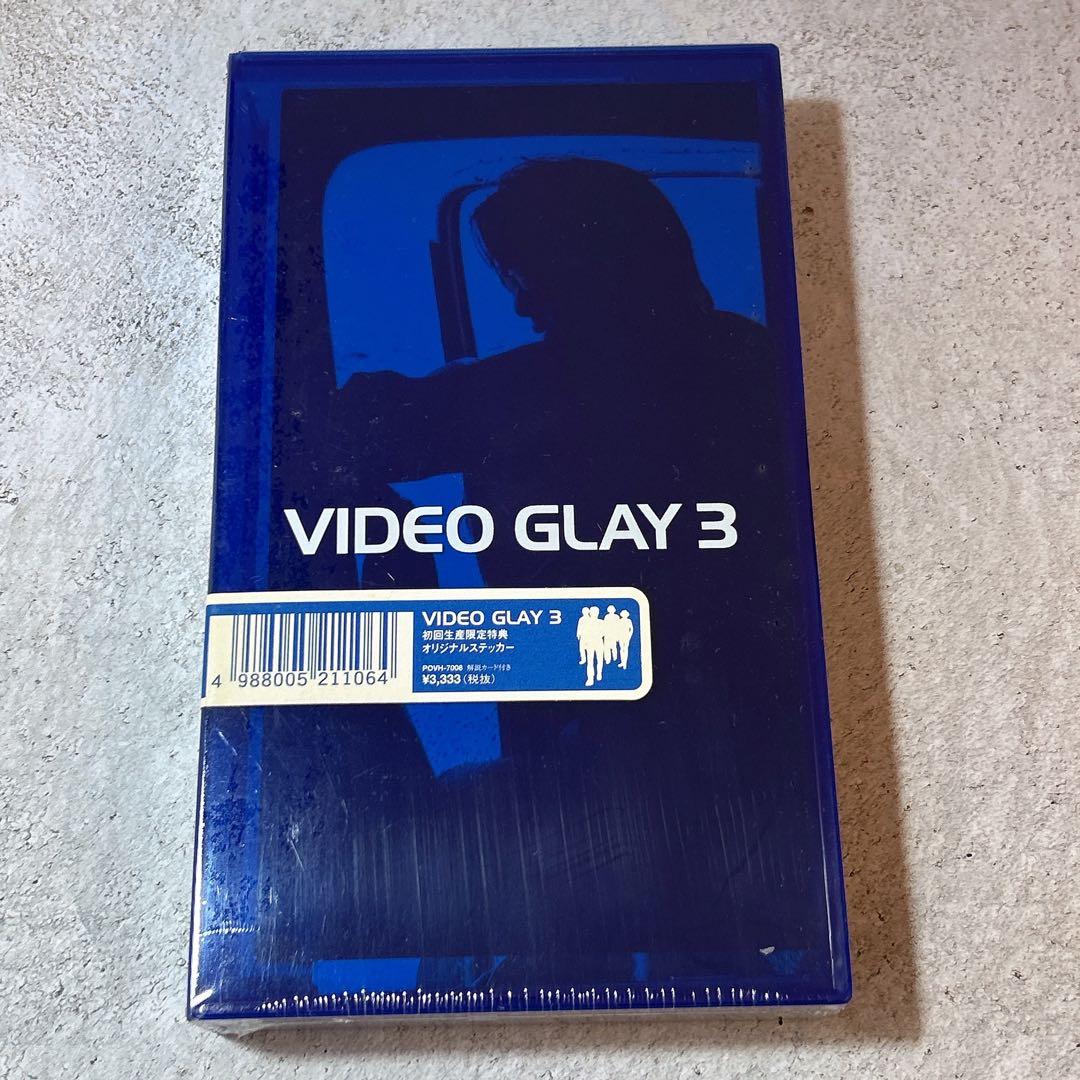 VIDEO GLAY 3
VIDEO GLAY 3
初回生産限定特典
オリジナルステッカー
POVH-7006 解説カード付き
¥3,333(税抜)
4 988005 211064